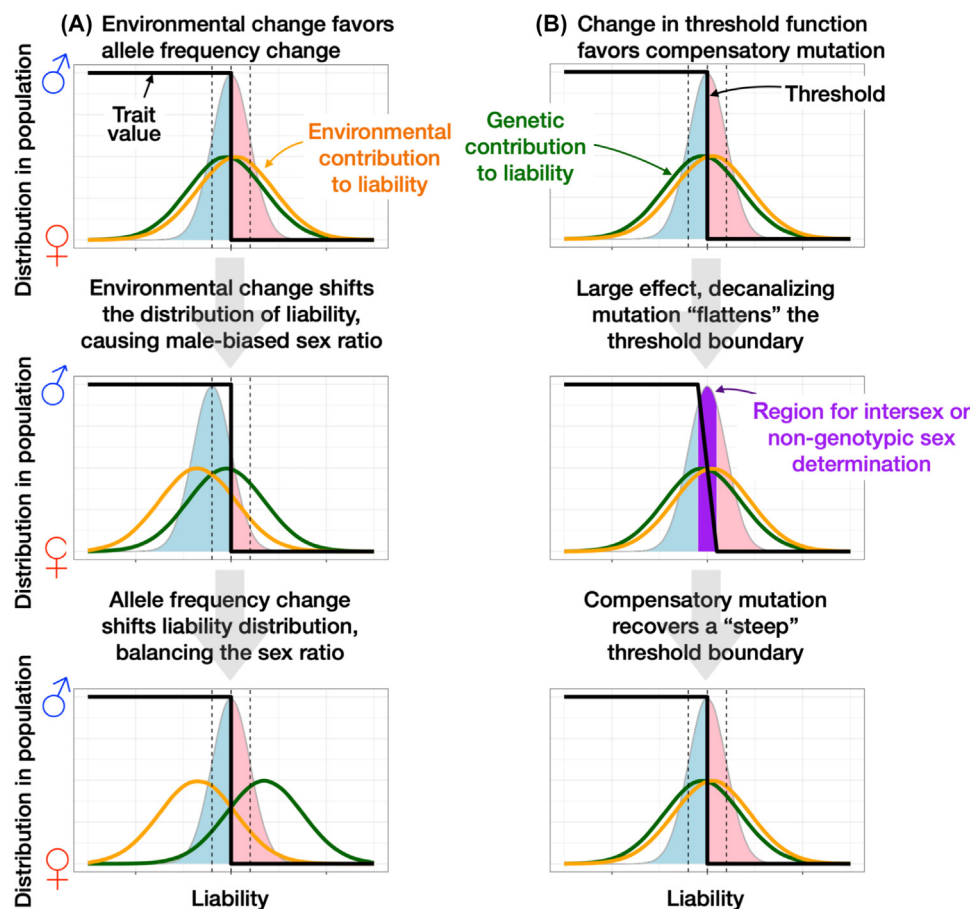 (A) Environmental change favors
allele frequency change
Distribution in population
♂
♀
Trait
value
Environmental
contribution
to liability
Environmental change shifts
the distribution of liability,
causing male-biased sex ratio
Distribution in population
♂
♀
Allele frequency change
shifts liability distribution,
balancing the sex ratio
Distribution in population
♂
♀
Liability
(B) Change in threshold function
favors compensatory mutation
Threshold
Genetic
contribution
to liability
Large effect, decanalizing
mutation “flattens” the
threshold boundary
Region for intersex or
non-genotypic sex
determination
Compensatory mutation
recovers a “steep”
threshold boundary
Liability